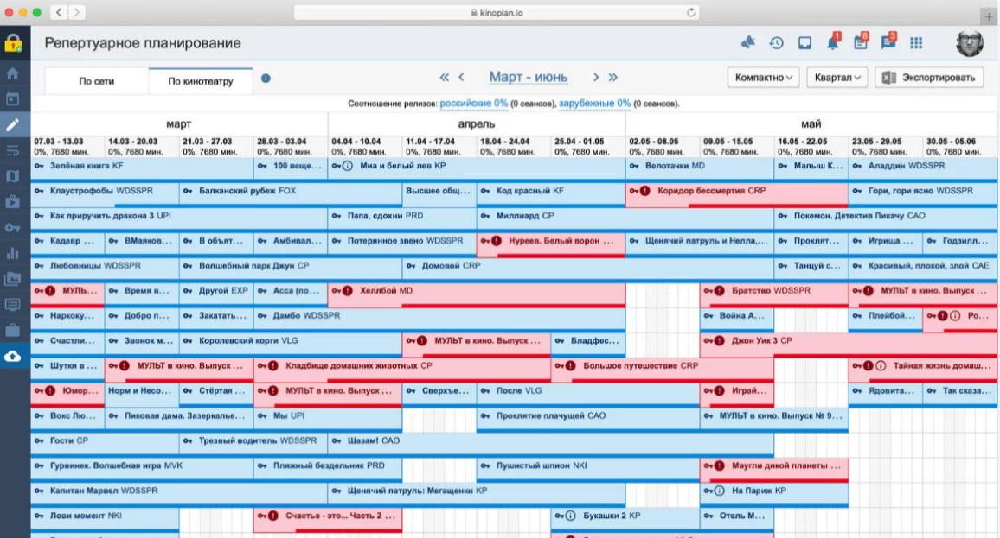 kinoplan.io
Репертуарное планирование
1 8 3
По сети По кинотеатру « ‹ Март - июнь › » Компактно Квартал Экспортировать
Соотношение релизов: российские 0% (0 сеансов), зарубежные 0% (0 сеансов).
март апрель май
07.03 - 13.03 14.03 - 20.03 21.03 - 27.03 28.03 - 03.04 04.04 - 10.04 11.04 - 17.04 18.04 - 24.04 25.04 - 01.05 02.05 - 08.05 09.05 - 15.05 16.05 - 22.05 23.05 - 29.05 30.05 - 05.06
0%, 7680 мин. 0%, 7680 мин. 0%, 7680 мин. 0%, 7680 мин. 0%, 7680 мин. 0%, 7680 мин. 0%, 7680 мин. 0%, 7680 мин. 0%, 7680 мин. 0%, 7680 мин. 0%, 7680 мин. 0%, 7680 мин. 0%, 7680 мин.
Зелёная книга KF 100 веще... Миа и белый лев KP Велотачки MD Малыш К... Аладдин WDSSPR
Клаустрофобы WDSSPR Балканский рубеж FOX Высшее общ... Код красный KF Коридор бессмертия CRP Гори, гори ясно WDSSPR
Как приручить дракона 3 UPI Папа, сдохни PRD Миллиард CP Покемон. Детектив Пикачу CAO
Кадавр ... ВМаяков... В объят... Амбивал... Потерянное звено WDSSPR Нуреев. Белый ворон ... Щенячий патруль и Нелла,... Проклят... Игрища ... Годзилл...
Любовницы WDSSPR Волшебный парк Джун CP Домовой CRP Танцуй с... Красивый, плохой, злой CAE
МУЛЬ... Время в... Другой EXP Асса (по... Хеллбой MD Братство WDSSPR МУЛЬТ в кино. Выпуск ...
Наркоку... Добро п... Закатать... Дамбо WDSSPR Война А... Плейбой... Ро...
Счастли... Звонок м... Королевский корги VLG МУЛЬТ в кино. Выпуск ... Бладфес... Джон Уик 3 CP
Шутки в ... МУЛЬТ в кино. Выпуск ... Кладбище домашних животных CP Большое путешествие CRP Тайная жизнь домаш...
Юмор... Норм и Несо... Стёртая ... МУЛЬТ в кино. Выпуск ... Сверхъе... После VLG Играй... Ядовита... Так сказа...
Вокс Лю... Пиковая дама. Зазеркалье... Мы UPI Проклятие плачущей CAO МУЛЬТ в кино. Выпуск № 9...
Гости CP Трезвый водитель WDSSPR Шазам! CAO
Гурвинек. Волшебная игра MVK Пляжный бездельник PRD Пушистый шпион NKI Маугли дикой планеты ...
Капитан Марвел WDSSPR Щенячий патруль: Мегащенки KP На Париж KP
Лови момент NKI Счастье - это... Часть 2 ... Букашки 2 KP Отель М...